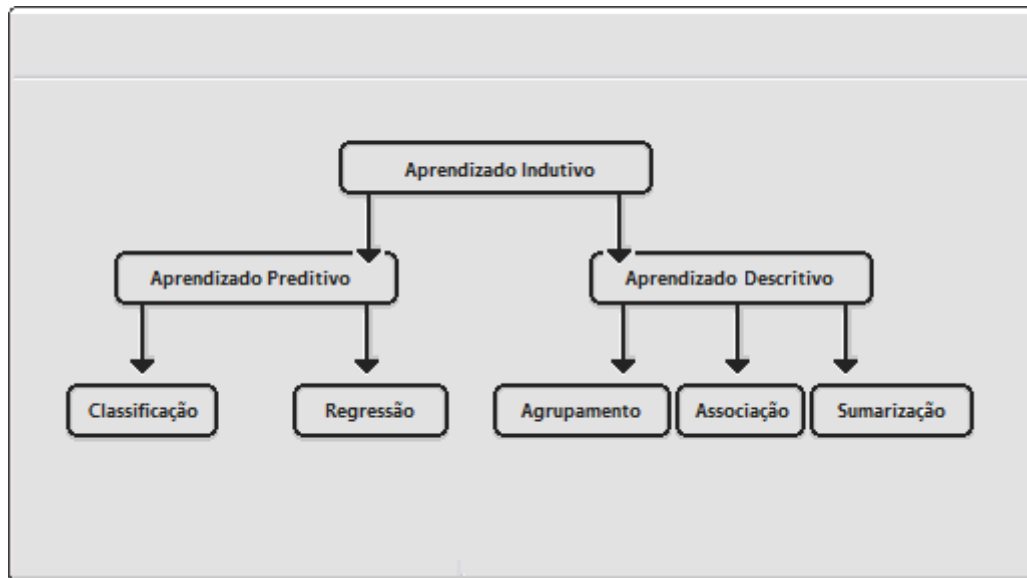 Aprendizado Indutivo
Aprendizado Preditivo
Aprendizado Descritivo
Classificação
Regressão
Agrupamento
Associação
Sumarização